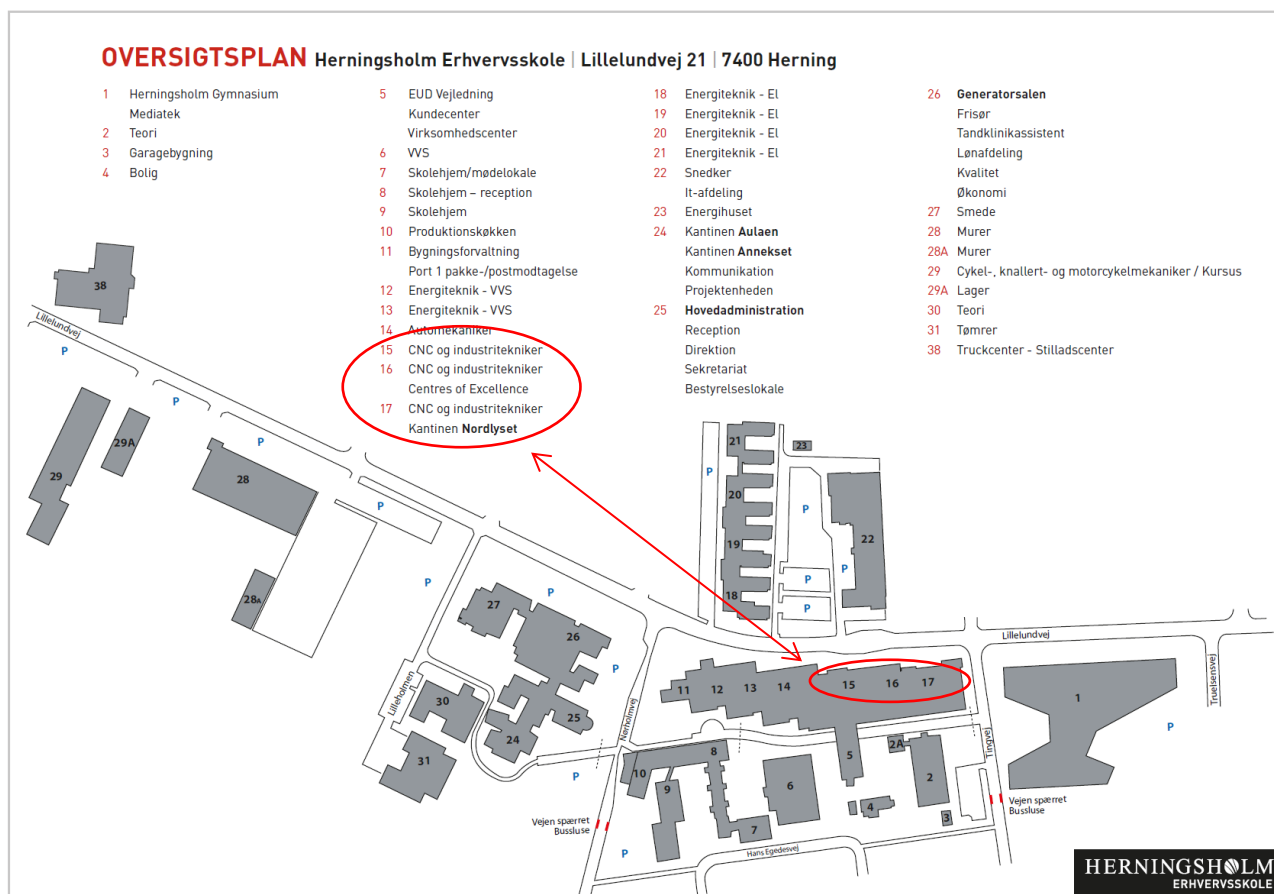 OVERSIGTSPLAN Herningsholm Erhvervsskole | Lillelundvej 21 | 7400 Herning
1 Herningsholm Gymnasium
Mediatek
2 Teori
3 Garagebygning
4 Bolig
5 EUD Vejledning
Kundecenter
Virksomhedscenter
6 VVS
7 Skolehjem/mødelokale
8 Skolehjem – reception
9 Skolehjem
10 Produktionskøkken
11 Bygningsforvaltning
Port 1 pakke-/postmodtagelse
12 Energiteknik - VVS
13 Energiteknik - VVS
14 Automekaniker
15 CNC og industritekniker
16 CNC og industritekniker
Centres of Excellence
17 CNC og industritekniker
Kantinen Nordlyset
18 Energiteknik - El
19 Energiteknik - El
20 Energiteknik - El
21 Energiteknik - El
22 Snedker
It-afdeling
23 Energihuset
24 Kantinen Aulaen
Kantinen Annekset
Kommunikation
Projektenheden
25 Hovedadministration
Reception
Direktion
Sekretariat
Bestyrelseslokale
26 Generatorsalen
Frisør
Tandklinikassistent
Lønafdeling
Kvalitet
Økonomi
27 Smede
28 Murer
28A Murer
29 Cykel-, knallert- og motorcykelmekaniker / Kursus
29A Lager
30 Teori
31 Tømrer
38 Truckcenter - Stilladscenter
38
Lillelundvej
P
P
29A
P
29
28
P
28A
P
21
23
P
20
P
19
22
P
P
18
P
P
27
26
P
Lillelundvej
Truelsensvej
Lilleholmen
30
25
24
31
Nørholmvej
P
11
12
13
14
15
16
17
1
P
Tingvej
8
10
9
5
2A
2
6
4
3
7
Vejen spærret
Bussluse
Vejen spærret
Bussluse
P
Hans Egedesvej
HERNINGSHOLM
ERHVERVSSKOLE